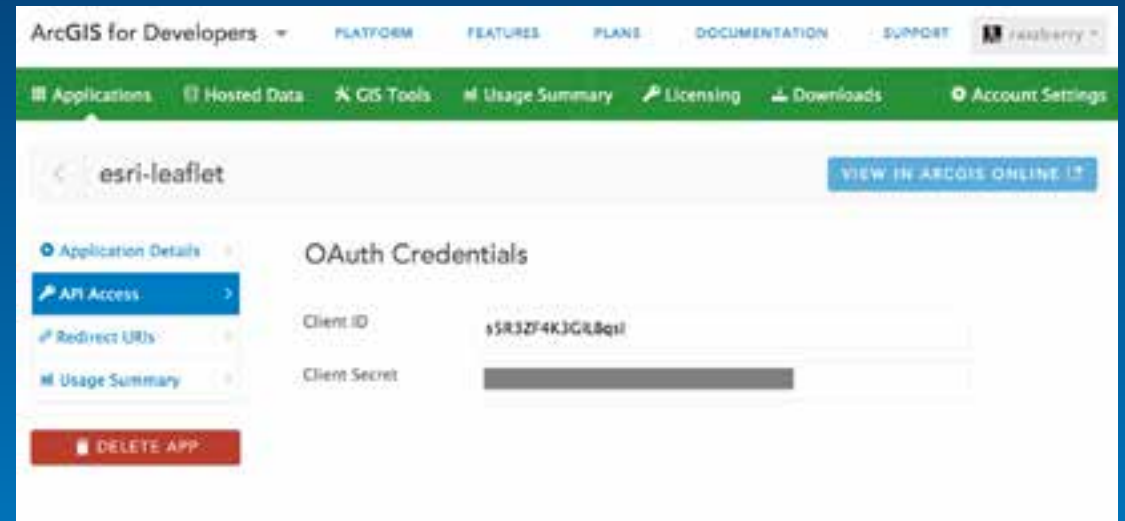 ArcGIS for Developers PLATFORM FEATURES PLANS DOCUMENTATION SUPPORT
Applications Hosted Data GIS Tools Usage Summary Licensing Downloads Account Settings
esri-leaflet VIEW IN ARCGIS ONLINE
Application Details
OAuth Credentials
API Access
Client ID
Redirect URIs
Usage Summary
Client Secret
DELETE APP